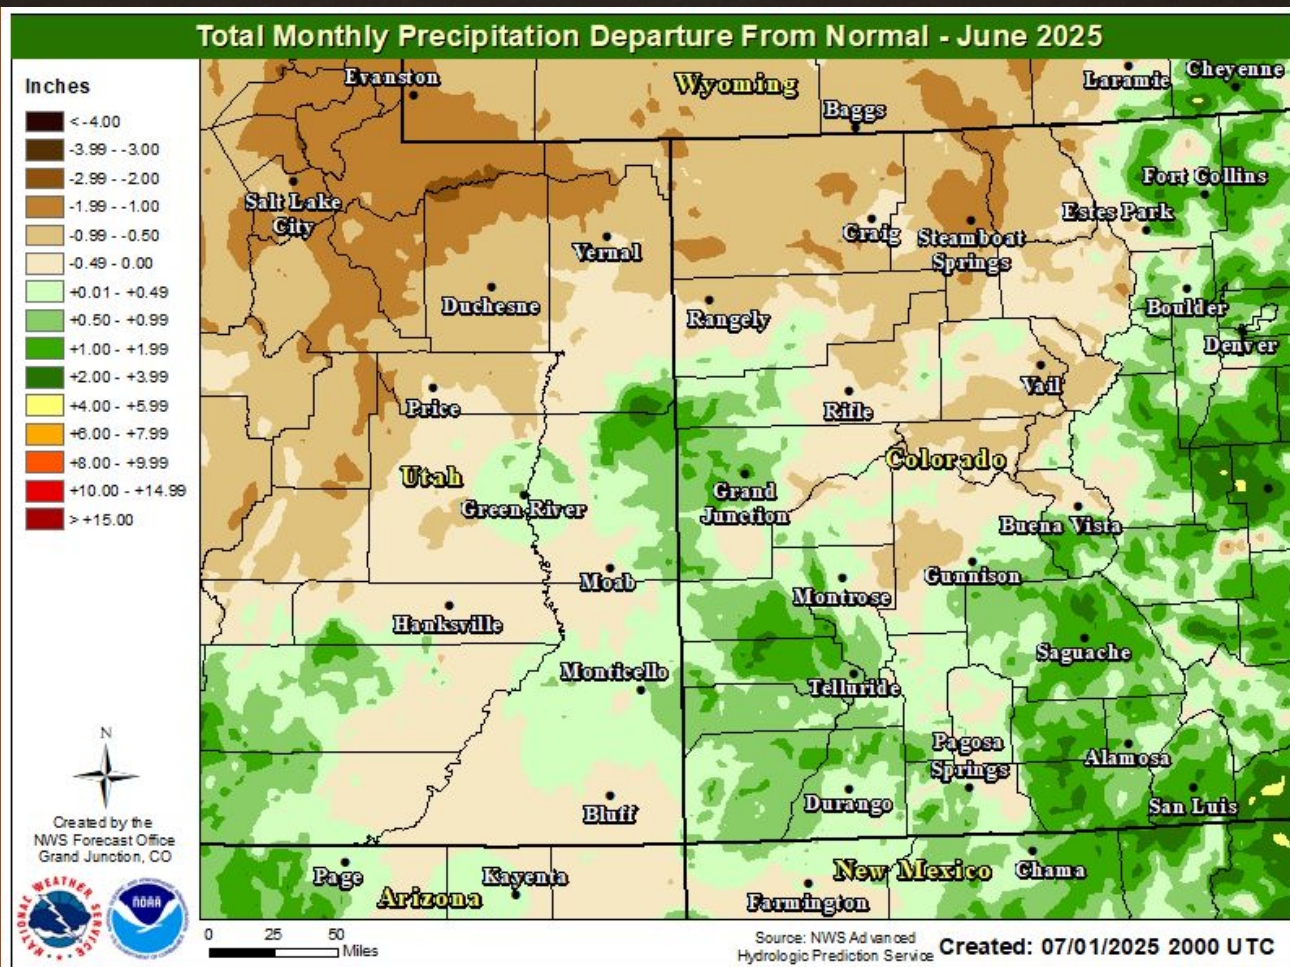 Total Monthly Precipitation Departure From Normal - June 2025
Inches
< -4.00
-3.99 - -3.00
-2.99 - -2.00
-1.99 - -1.00
-0.99 - -0.50
-0.49 - 0.00
+0.01 - +0.49
+0.50 - +0.99
+1.00 - +1.99
+2.00 - +3.99
+4.00 - +5.99
+6.00 - +7.99
+8.00 - +9.99
+10.00 - +14.99
> +15.00
Evanston
Wyoming
Laramie
Cheyenne
Baggs
Fort Collins
Salt Lake
City
Estes Park
Vernal
Craig
Steamboat
Springs
Duchesne
Rangely
Boulder
Denver
Vail
Price
Rifle
Utah
Colorado
Green River
Grand
Junction
Buena Vista
Moab
Montrose
Gunnison
Hanksville
Saguache
Monticello
Telluride
Pagosa
Springs
Alamosa
Bluff
Durango
San Luis
Page
Arizona
Kayenta
New Mexico
Chama
Farmington
N
Created by the
NWS Forecast Office
Grand Junction, CO
NATIONAL WEATHER SERVICE
NOAA
0 25 50
Miles
Source: NWS Advanced
Hydrologic Prediction Service
Created: 07/01/2025 2000 UTC